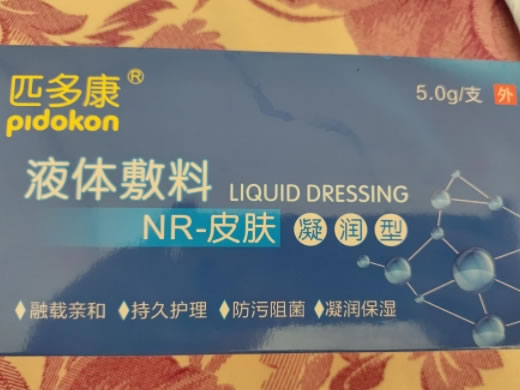 匹多康®
pidokon
5.0g/支 外
液体敷料 LIQUID DRESSING
NR-皮肤 凝润型
♦融载亲和 ♦持久护理 ♦防污阻菌 ♦凝润保湿